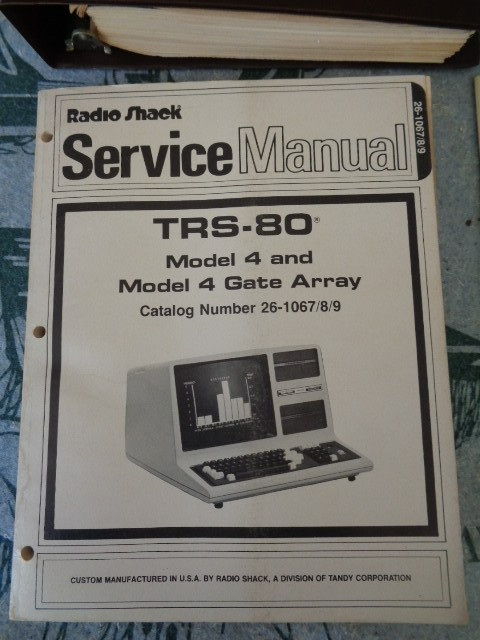 Radio Shack
Service Manual
26-1067/8/9
TRS-80®
Model 4 and
Model 4 Gate Array
Catalog Number 26-1067/8/9
CUSTOM MANUFACTURED IN U.S.A. BY RADIO SHACK, A DIVISION OF TANDY CORPORATION